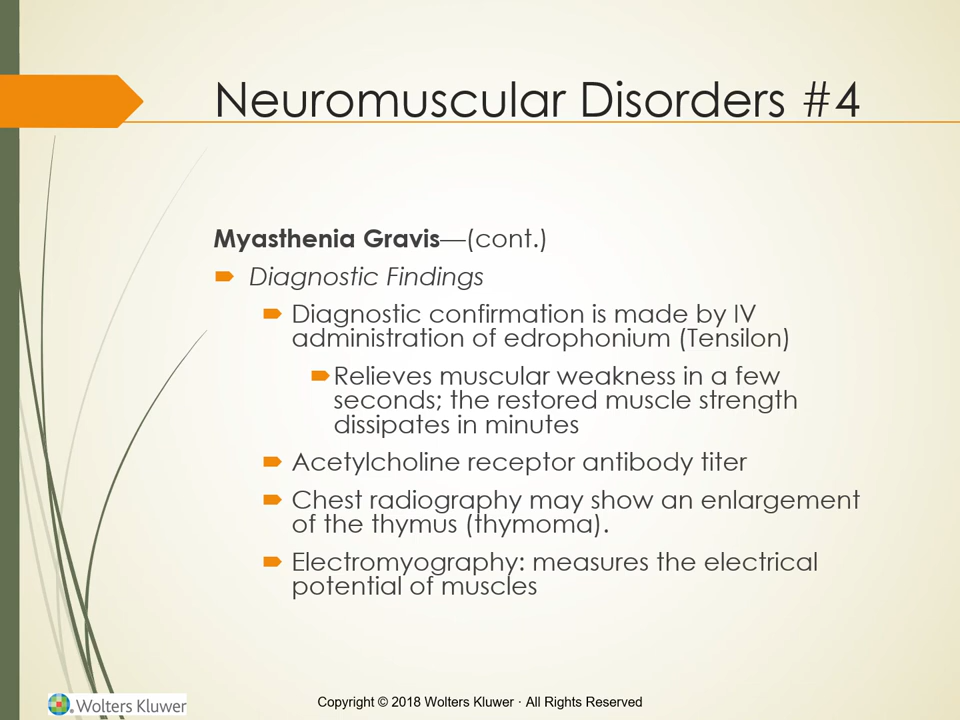 Neuromuscular Disorders #4
Myasthenia Gravis—(cont.)
Diagnostic Findings
Diagnostic confirmation is made by IV
administration of edrophonium (Tensilon)
Relieves muscular weakness in a few
seconds; the restored muscle strength
dissipates in minutes
Acetylcholine receptor antibody titer
Chest radiography may show an enlargement
of the thymus (thymoma).
Electromyography: measures the electrical
potential of muscles
Wolters Kluwer
Copyright © 2018 Wolters Kluwer · All Rights Reserved